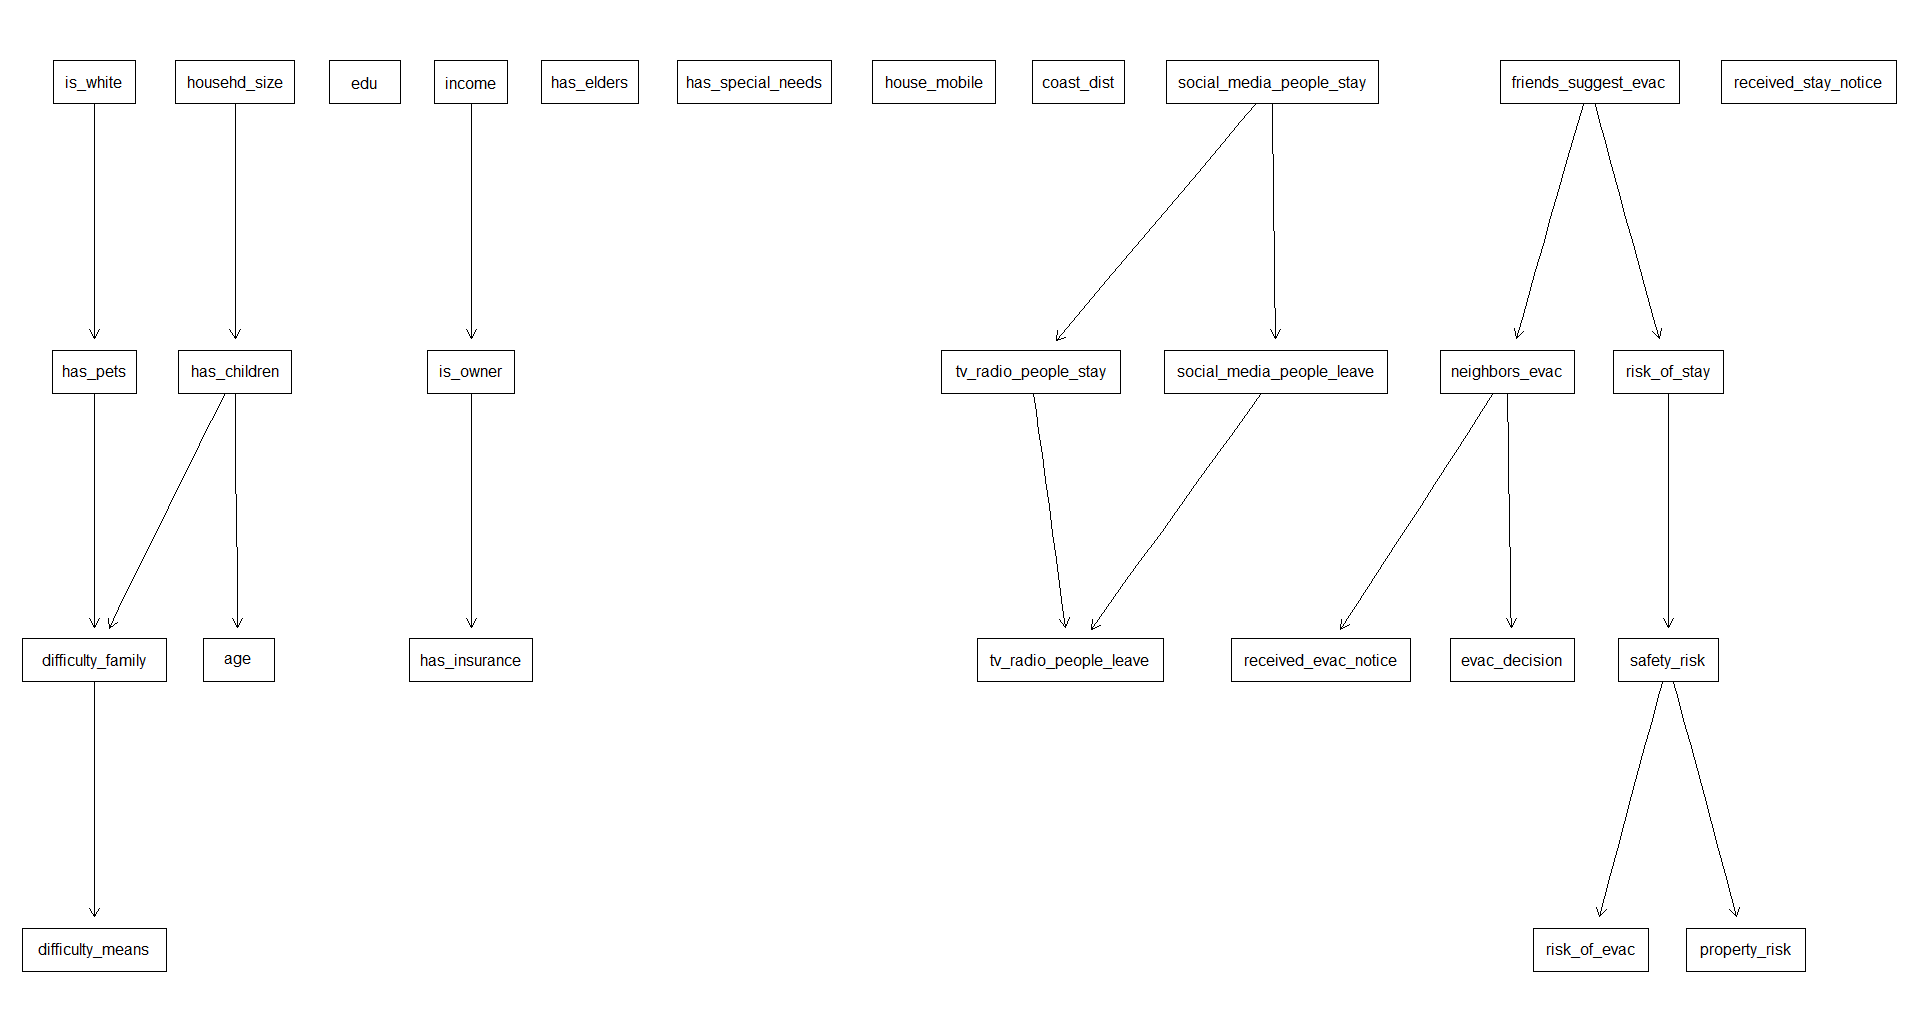 is_white
househd_size
edu
income
has_elders
has_special_needs
house_mobile
coast_dist
social_media_people_stay
friends_suggest_evac
received_stay_notice
has_pets
has_children
is_owner
tv_radio_people_stay
social_media_people_leave
neighbors_evac
risk_of_stay
difficulty_family
age
has_insurance
tv_radio_people_leave
received_evac_notice
evac_decision
safety_risk
difficulty_means
risk_of_evac
property_risk